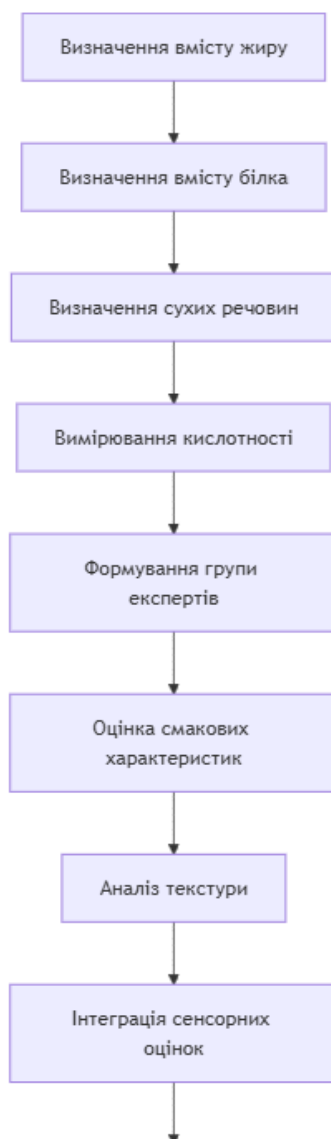 Визначення вмісту жиру
Визначення вмісту білка
Визначення сухих речовин
Вимірювання кислотності
Формування групи
експертів
Оцінка смакових
характеристик
Аналіз текстури
Інтеграція сенсорних
оцінок